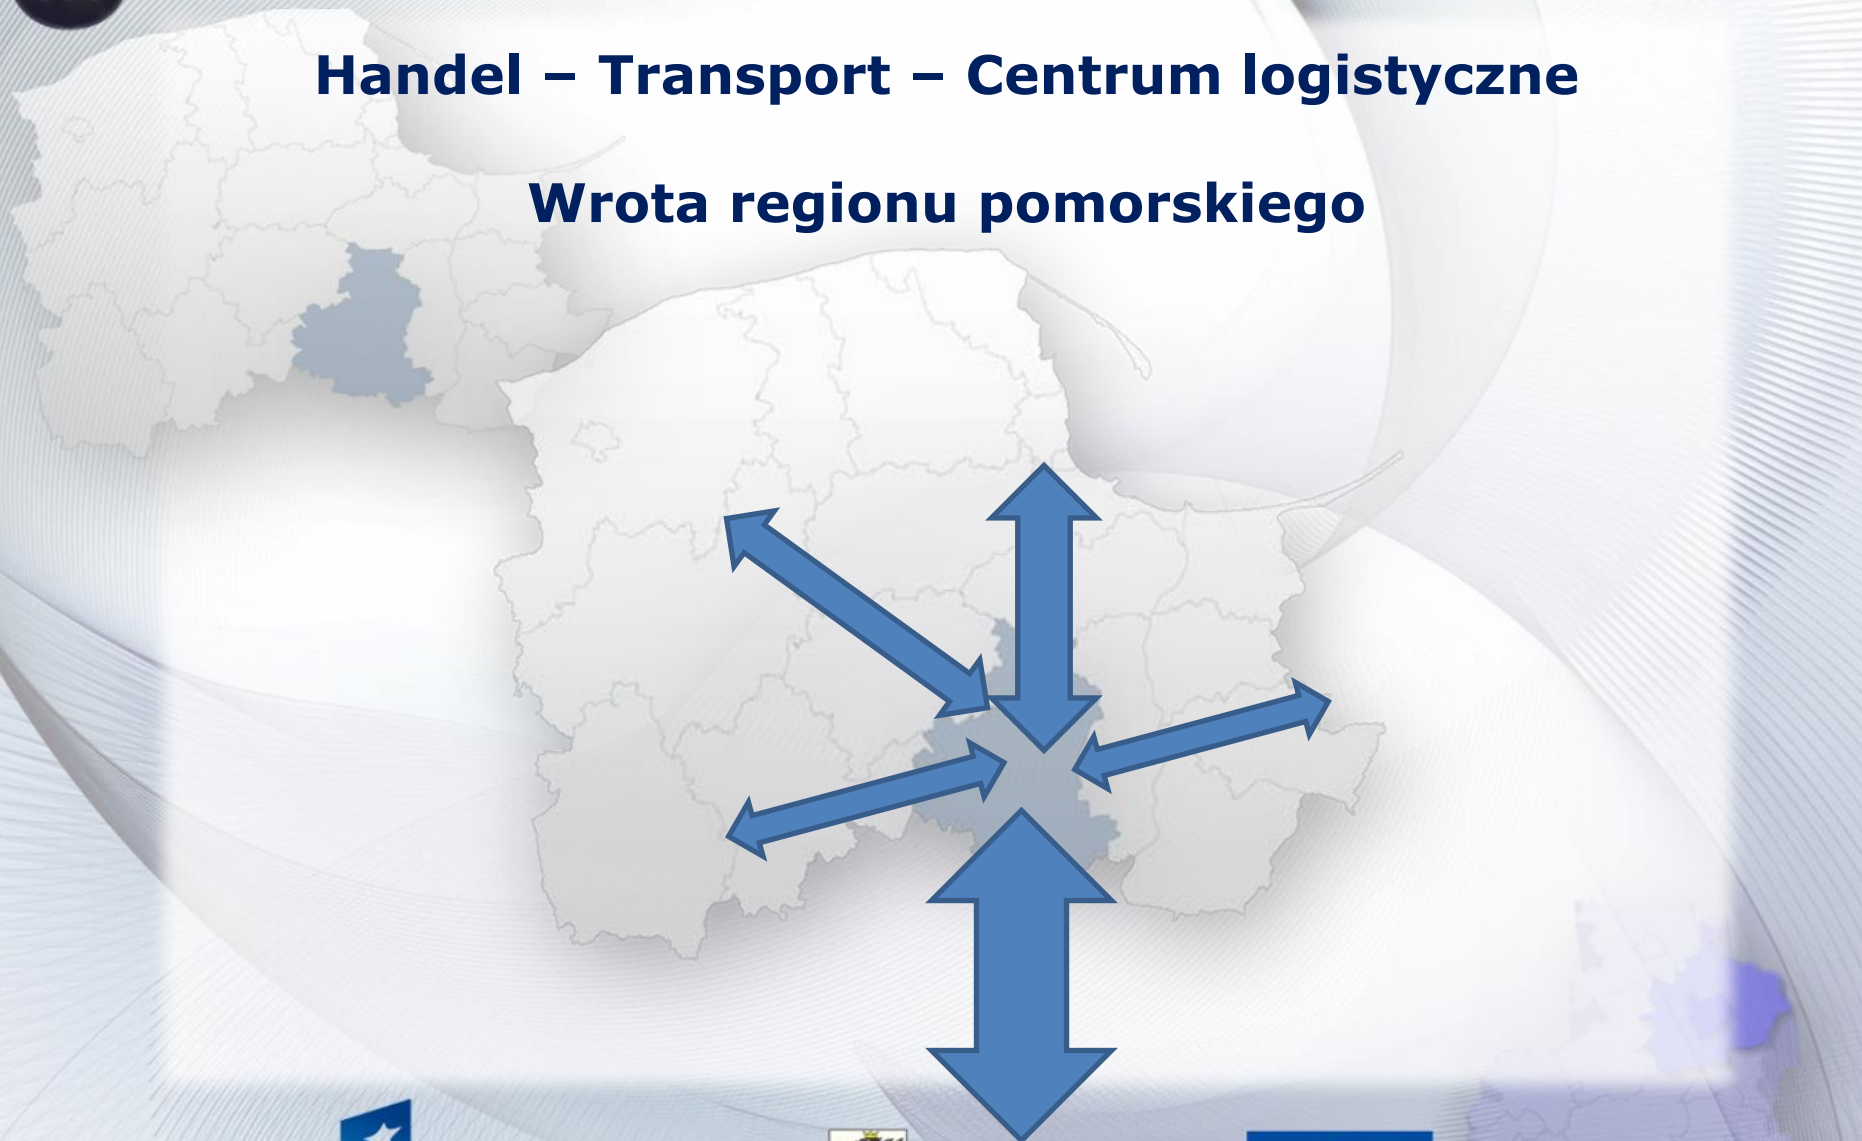 Handel – Transport – Centrum logistyczne
Wrota regionu pomorskiego